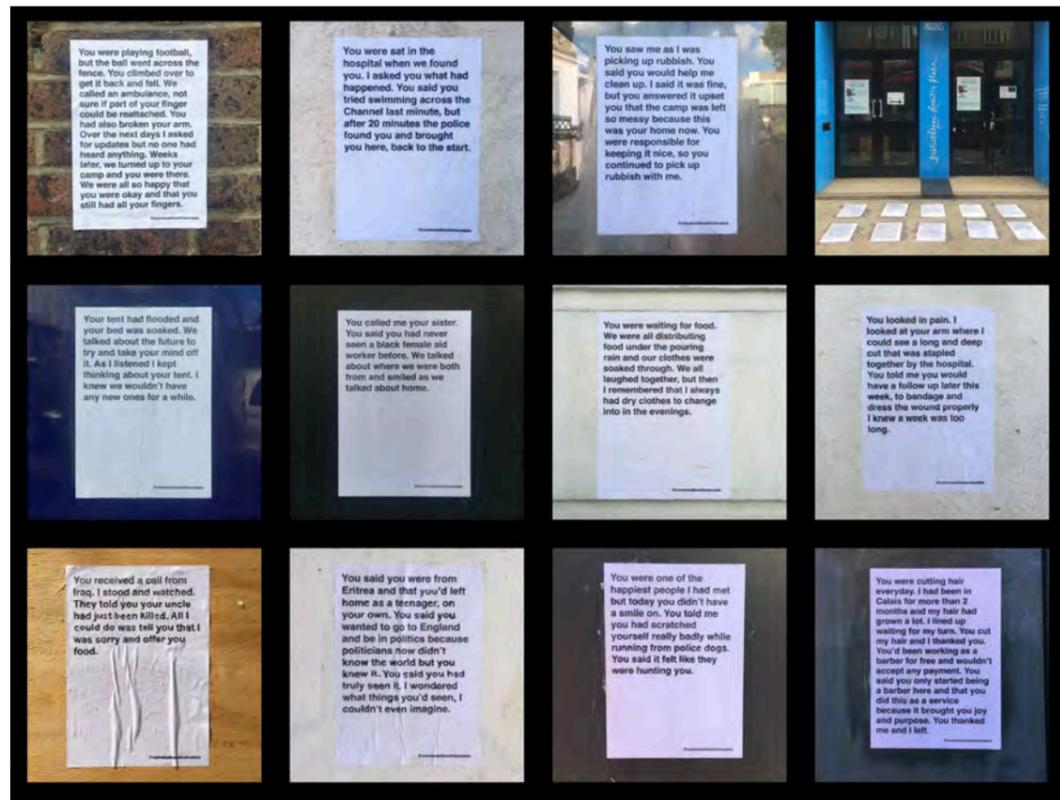 You were playing football,
but the ball went across the
fence. You climbed over to
get it back and fell. We
called an ambulance, not
sure if part of your finger
could be reattached. You
had also broken your arm.
Over the next days I asked
for updates but no one had
heard anything. Weeks
later, we turned up to your
camp and you were there.
We were all so happy that
you were okay and that you
still had all your fingers.
You were sat in the
hospital when we found
you. I asked you what had
happened. You said you
tried swimming across the
Channel last minute, but
after 20 minutes the police
found you and brought
you here, back to the start.
You saw me as I was
picking up rubbish. You
said you would help me
clean up. I said it was fine,
but you answered it upset
you that the camp was left
so messy because this
was your home now. You
were responsible for
keeping it nice, so you
continued to pick up
rubbish with me.
Your tent had flooded and
your bed was soaked. We
talked about the future to
try and take your mind off
it. As I listened I kept
thinking about your tent. I
knew we wouldn't have
any new ones for a while.
You called me your sister.
You said you had never
seen a black female aid
worker before. We talked
about where we were both
from and smiled as we
talked about home.
You were waiting for food.
We were all distributing
food under the pouring
rain and our clothes were
soaked through. We all
laughed together, but then
I remembered that I always
had dry clothes to change
into in the evenings.
You looked in pain. I
looked at your arm where I
could see a long and deep
cut that was stapled
together by the hospital.
You told me you would
have a follow up later this
week, to bandage and
dress the wound properly
I knew a week was too
long.
You received a call from
Iraq. I stood and watched.
They told you your uncle
had just been killed. All I
could do was tell you that I
was sorry and offer you
food.
You said you were from
Eritrea and that you'd left
home as a teenager, on
your own. You said you
wanted to go to England
and be in politics because
politicians now didn't
know the world but you
knew it. You said you had
truly seen it. I wondered
what things you'd seen, I
couldn't even imagine.
You were one of the
happiest people I had met
but today you didn't have
a smile on. You told me
you had scratched
yourself really badly while
running from police dogs.
You said it felt like they
were hunting you.
You were cutting hair
everyday. I had been in
Calais for more than 2
months and my hair had
grown a lot. I lined up
waiting for my turn. You cut
my hair and I thanked you.
You'd been working as a
barber for free and wouldn't
accept any payment. You
said you only started being
a barber here and that you
did this as a service
because it brought you joy
and purpose. You thanked
me and I left.